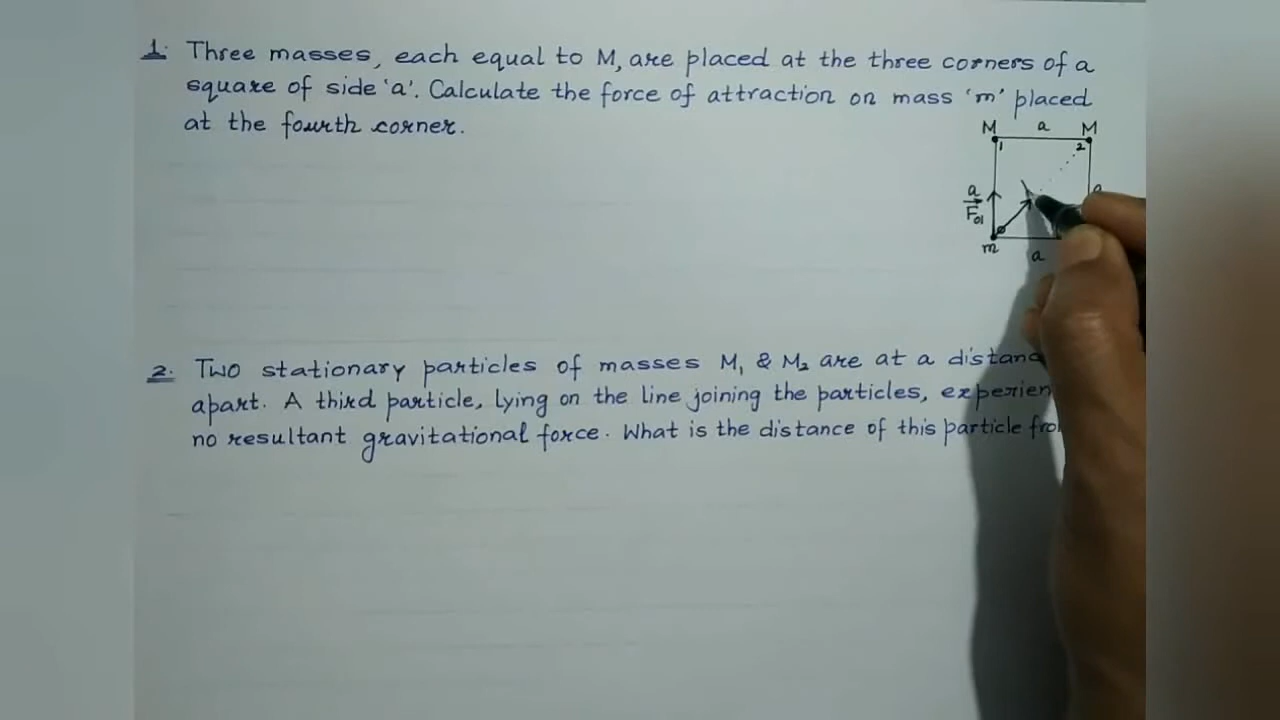 1. Three masses, each equal to M, are placed at the three corners of a
square of side 'a'. Calculate the force of attraction on mass 'm' placed
at the fourth corner.
M a M
1 2
a a
F01
m
a
2. Two stationary particles of masses M1 & M2 are at a
apart. A third particle, lying on the line joining the particles,
no resultant gravitational force. What is the distance of this particle